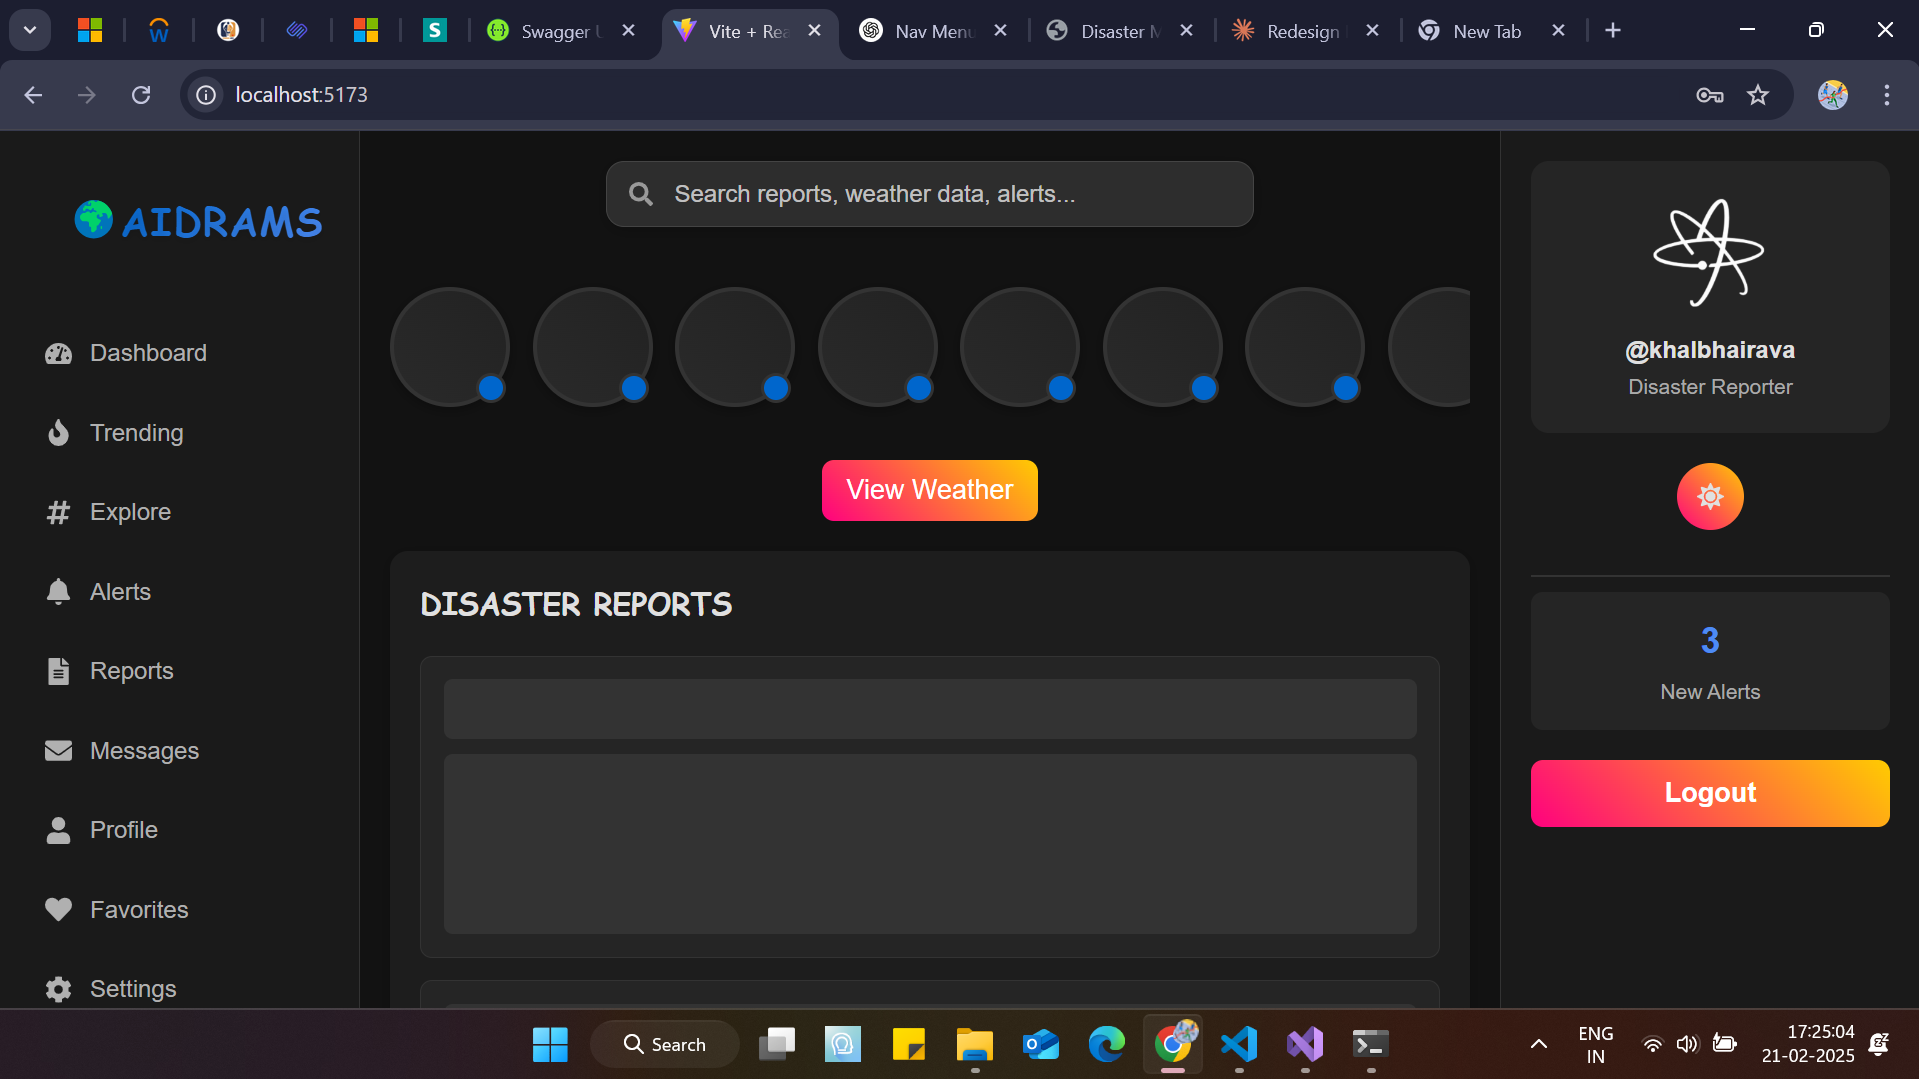 Swagger U
Vite + Rea
Nav Menu
Disaster M
Redesign
New Tab
localhost:5173
AIDRAMS
Dashboard
Trending
Explore
Alerts
Reports
Messages
Profile
Favorites
Settings
Search reports, weather data, alerts...
View Weather
DISASTER REPORTS
@khalbhairava
Disaster Reporter
3
New Alerts
Logout
Search
ENG
IN
17:25:04
21-02-2025